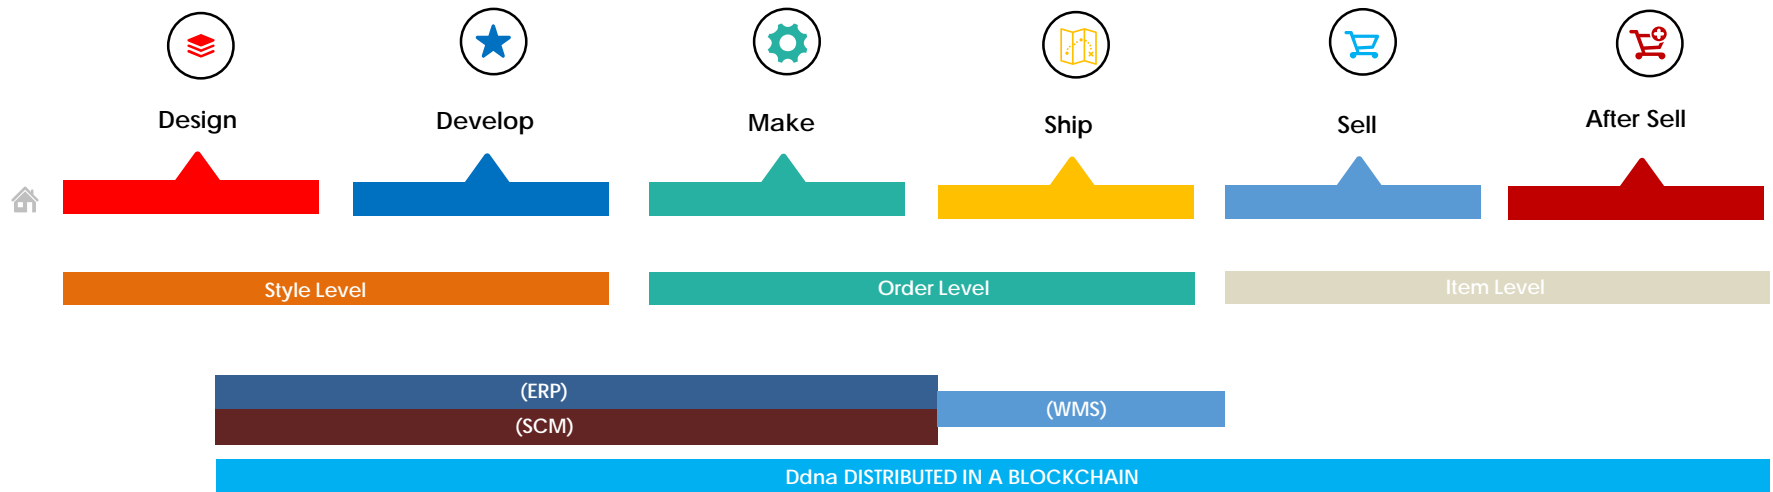 Design
Develop
Make
Ship
Sell
After Sell
Style Level
Order Level
Item Level
(ERP)
(SCM)
(WMS)
Ddna DISTRIBUTED IN A BLOCKCHAIN